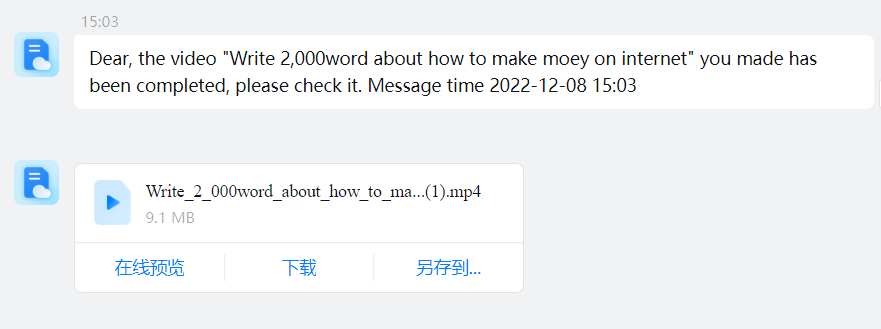 15:03
Dear, the video "Write 2,000word about how to make moey on internet" you made has
been completed, please check it. Message time 2022-12-08 15:03
Write_2_000word_about_how_to_ma...(1).mp4
9.1 MB
在线预览 下载 另存到...